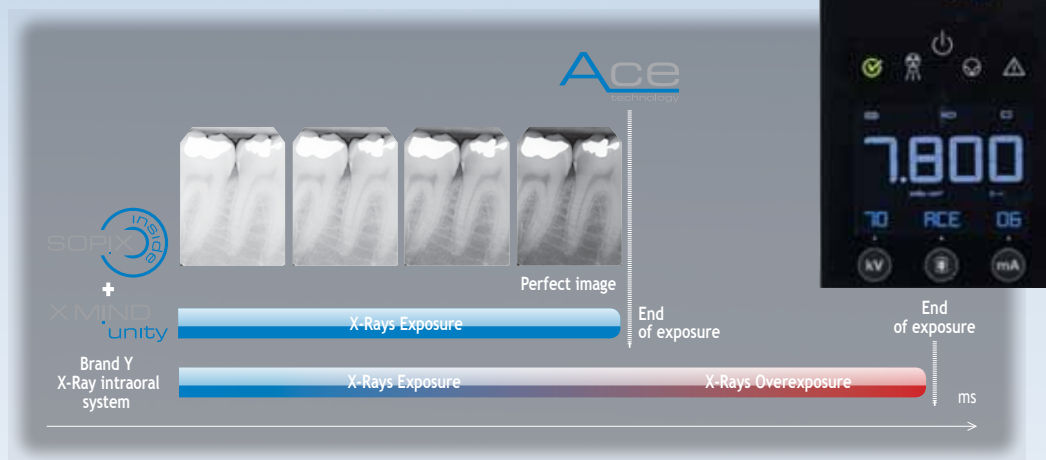 Ace
technology
7.800
70 ACE 06
kV mA
SOPIX
inside
+
X MIND
unity
Perfect image
X-Rays Exposure
End
of exposure
End
of exposure
Brand Y
X-Ray intraoral
system
X-Rays Exposure
X-Rays Overexposure
ms